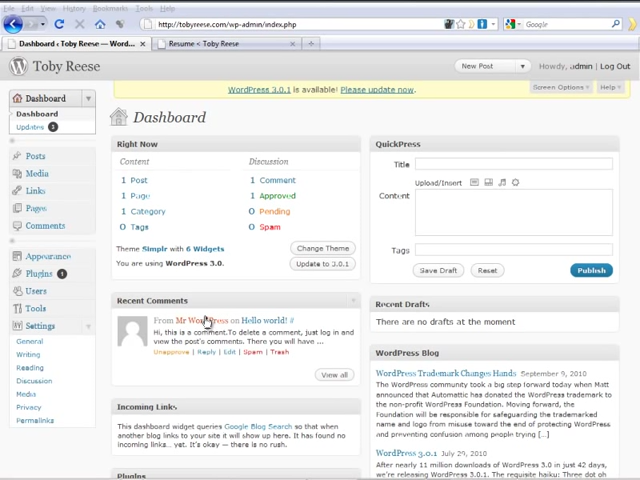 File Edit View History Bookmarks Tools Help
http://tobyreese.com/wp-admin/index.php
Google
Dashboard ‹ Toby Reese — Word...
Resume < Toby Reese
Toby Reese
New Post
Howdy, admin | Log Out
WordPress 3.0.1 is available! Please update now.
Screen Options
Help
Dashboard
Dashboard
Updates 3
Posts
Media
Links
Pages
Comments
Appearance
Plugins 1
Users
Tools
Settings
General
Writing
Reading
Discussion
Media
Privacy
Permalinks
Dashboard
Right Now
Content
Discussion
1 Post
1 Comment
1 Page
1 Approved
1 Category
0 Pending
0 Tags
0 Spam
Theme Simplr with 6 Widgets
Change Theme
You are using WordPress 3.0.
Update to 3.0.1
Recent Comments
From Mr WordPress on Hello world! #
Hi, this is a comment.To delete a comment, just log in and
view the post's comments. There you will have ...
Unapprove | Reply | Edit | Spam | Trash
View all
Incoming Links
This dashboard widget queries Google Blog Search so that when
another blog links to your site it will show up here. It has found no
incoming links... yet. It's okay — there is no rush.
Plugins
QuickPress
Title
Upload/Insert
Content
Tags
Save Draft
Reset
Publish
Recent Drafts
There are no drafts at the moment
WordPress Blog
WordPress Trademark Changes Hands September 9, 2010
The WordPress community took a big step forward today when Matt
announced that Automattic has donated the WordPress trademark
to the non-profit WordPress Foundation. Moving forward, the
Foundation will be responsible for safeguarding the trademarked
name and logo from misuse toward the end of protecting WordPress
and preventing confusion among people trying [...]
WordPress 3.0.1 July 29, 2010
After nearly 11 million downloads of WordPress 3.0 in just 42 days,
we're releasing WordPress 3.0.1. The requisite haiku: Three dot oh